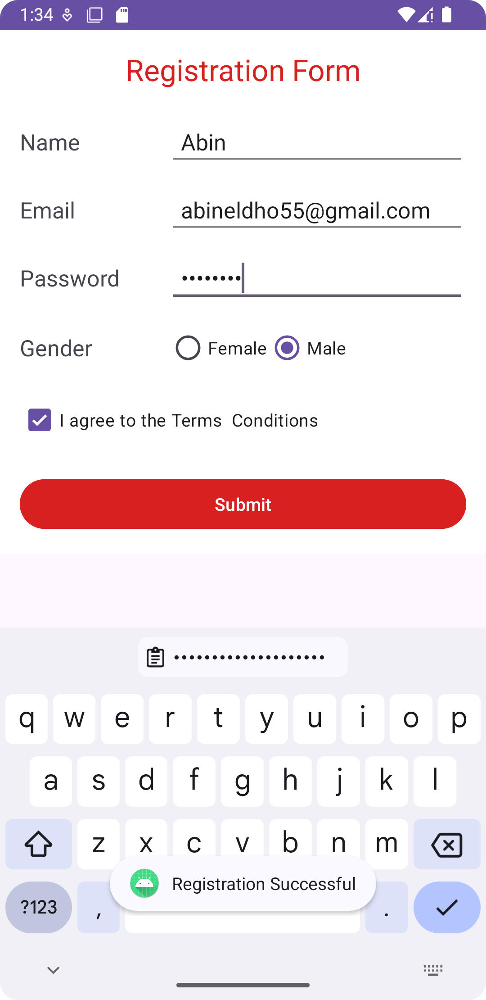 1:34
Registration Form
Name Abin
Email abineldho55@gmail.com
Password ••••••••
Gender Female Male
I agree to the Terms  Conditions
Submit
••••••••••••••••••••
q w e r t y u i o p
a s d f g h j k l
z x c v b n m
Registration Successful
?123 , .